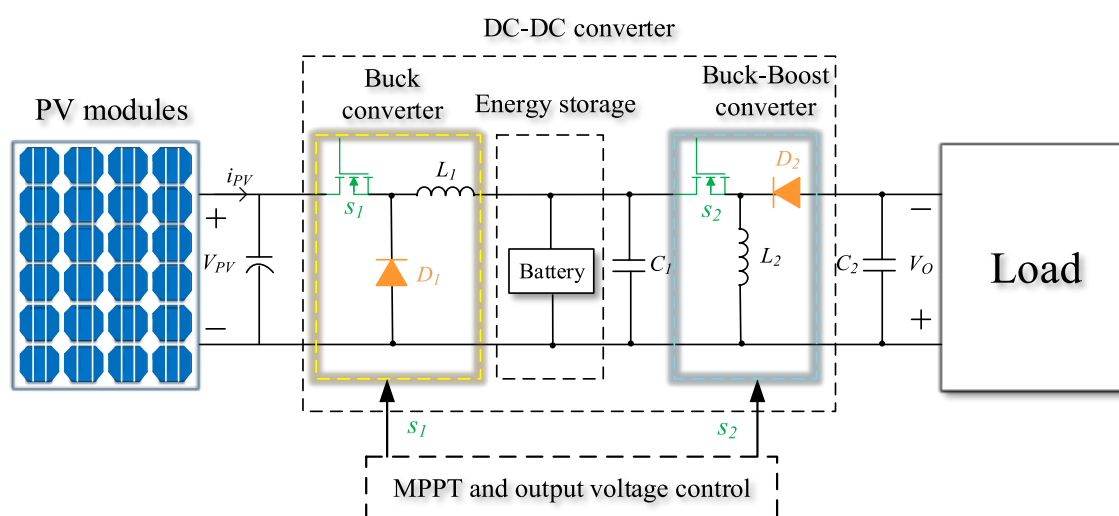 DC-DC converter
Buck
converter
Buck-Boost
converter
PV modules
Energy storage
iPV
L1
s1
D2
s2
+
VPV
−
D1
Battery
C1
L2
C2
−
VO
+
Load
s1
s2
MPPT and output voltage control